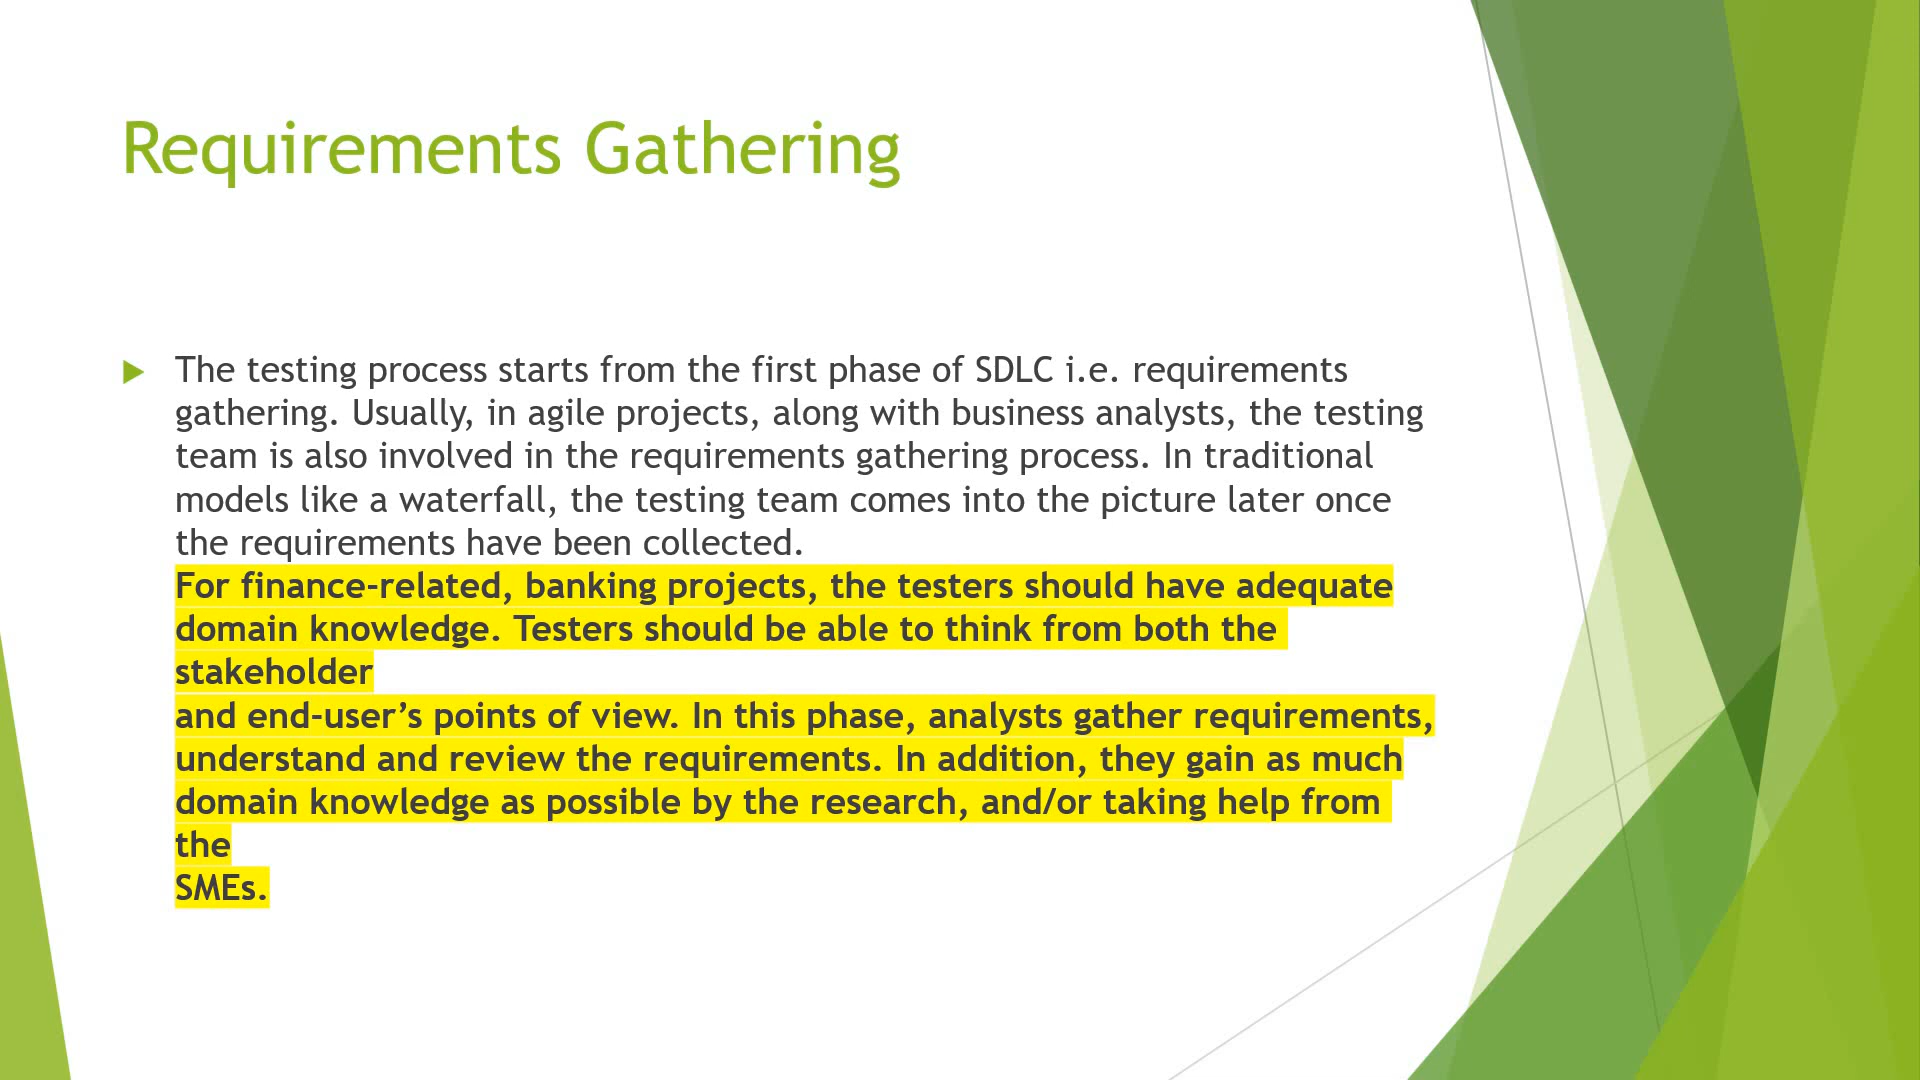 Requirements Gathering
The testing process starts from the first phase of SDLC i.e. requirements
gathering. Usually, in agile projects, along with business analysts, the testing
team is also involved in the requirements gathering process. In traditional
models like a waterfall, the testing team comes into the picture later once
the requirements have been collected.
For finance-related, banking projects, the testers should have adequate
domain knowledge. Testers should be able to think from both the
stakeholder
and end-user’s points of view. In this phase, analysts gather requirements,
understand and review the requirements. In addition, they gain as much
domain knowledge as possible by the research, and/or taking help from
the
SMEs.